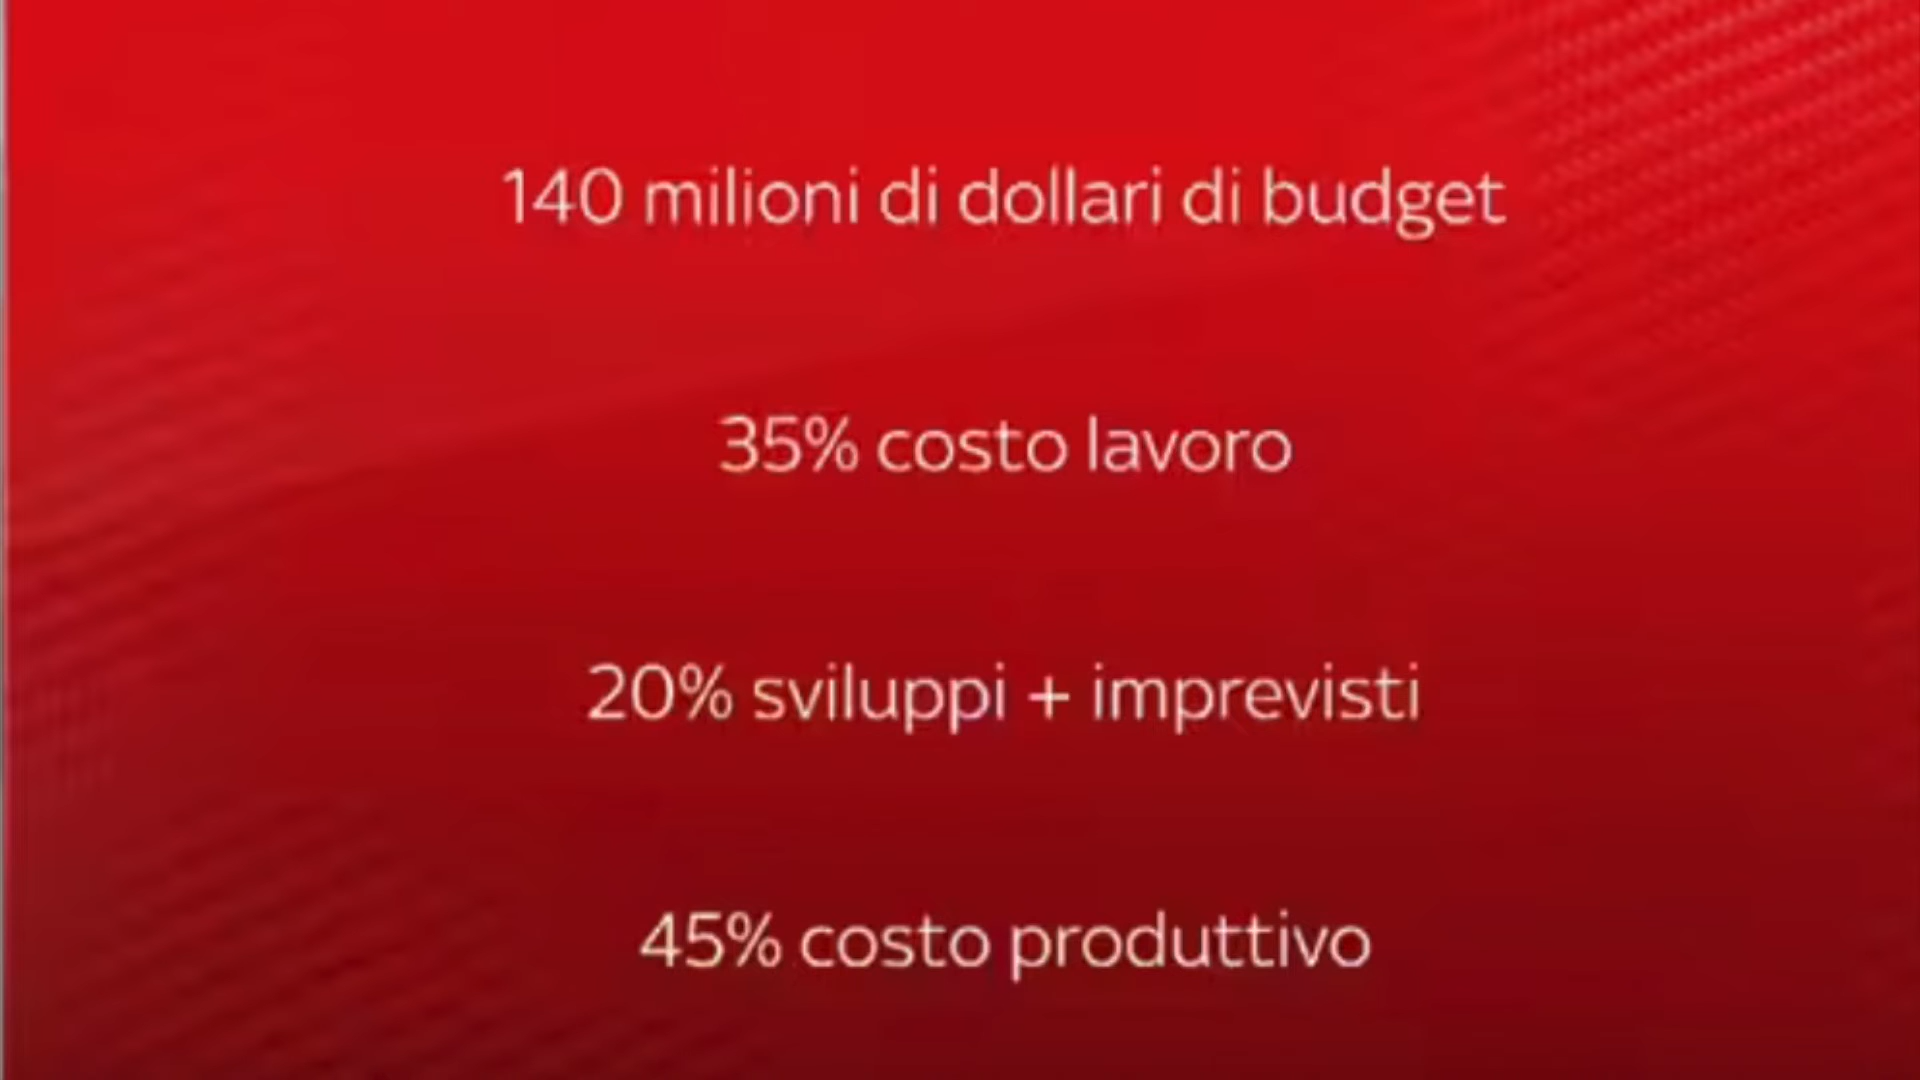 140 milioni di dollari di budget
35% costo lavoro
20% sviluppi + imprevisti
45% costo produttivo